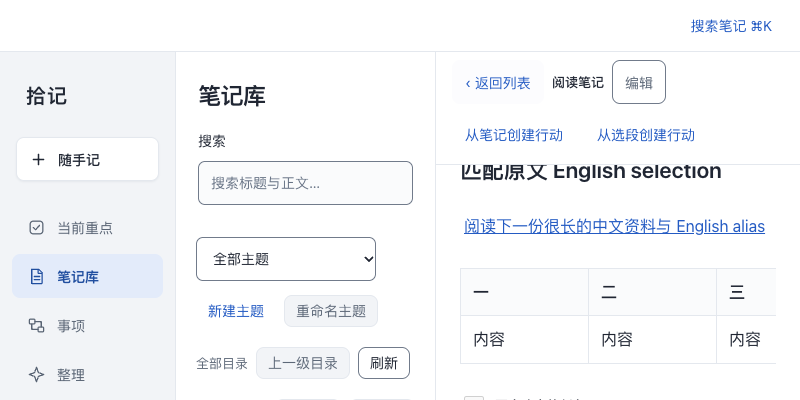 搜索笔记 ⌘K
拾记
随手记
当前重点
笔记库
事项
整理
笔记库
搜索
搜索标题与正文...
全部主题
新建主题 重命名主题
全部目录 上一级目录 刷新
‹ 返回列表 阅读笔记 编辑
从笔记创建行动 从选段创建行动
匹配原文 English selection
阅读下一份很长的中文资料与 English alias
一 二 三
内容 内容 内容